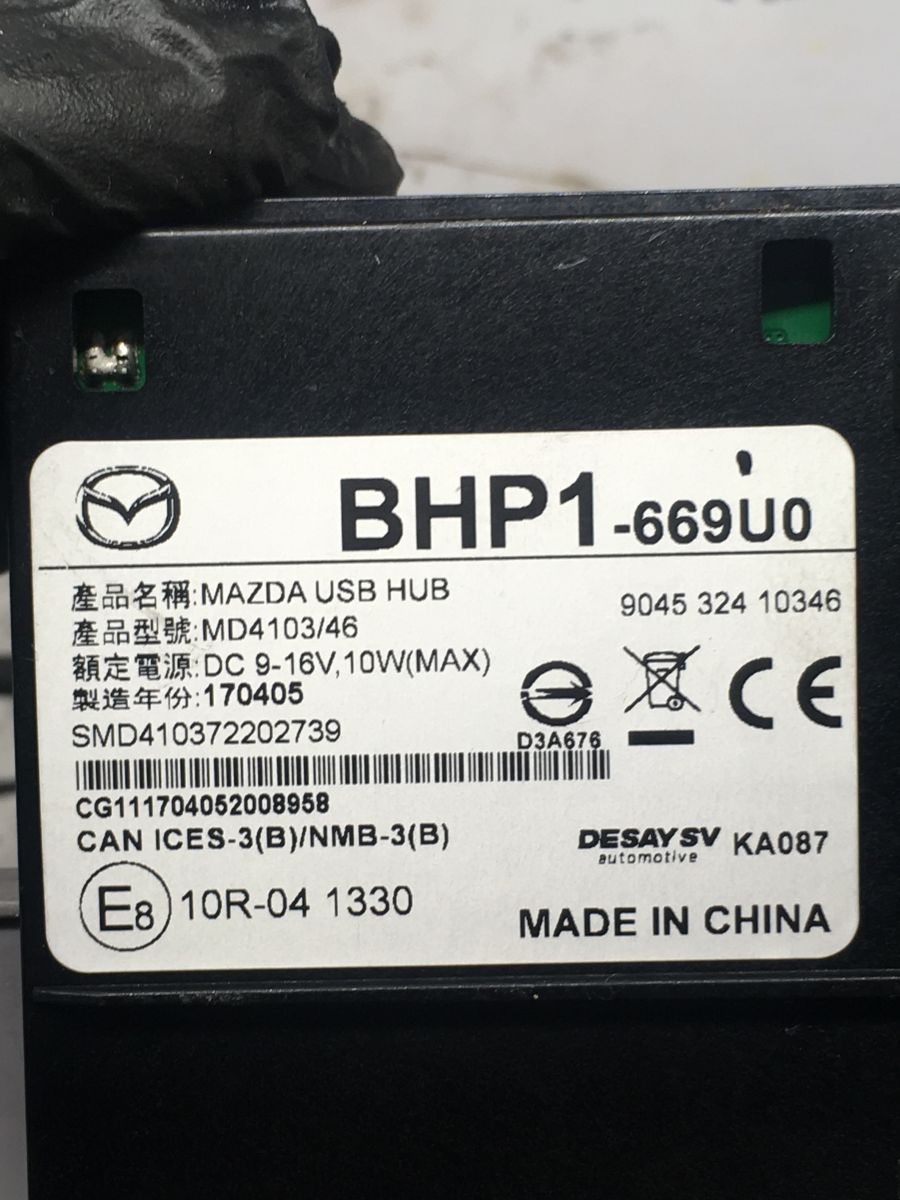 BHP1-669U0
產品名稱:MAZDA USB HUB
9045 324 10346
產品型號:MD4103/46
額定電源:DC 9-16V,10W(MAX)
製造年份:170405
SMD410372202739
D3A676
CE
CG111704052008958
CAN ICES-3(B)/NMB-3(B)
DESAY SV
automotive
KA087
E8 10R-04 1330
MADE IN CHINA